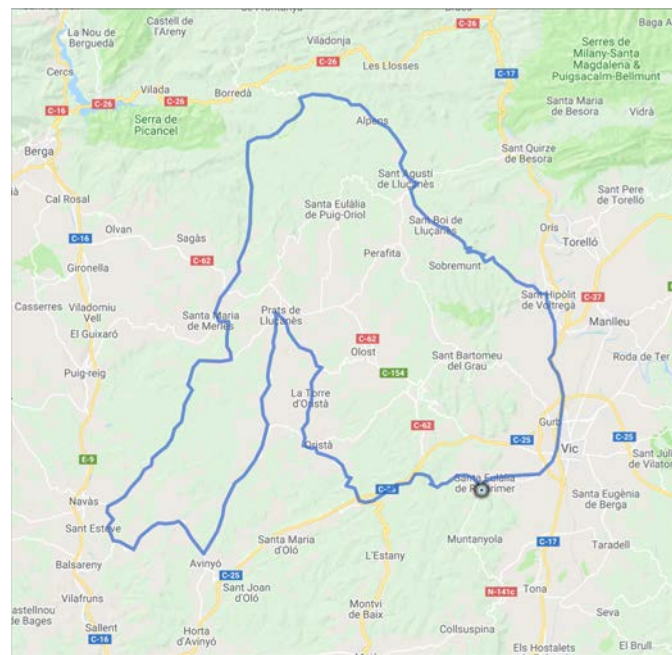 C-26
Castell de
l'Areny
Baga A
La Nou de
Berguedà
Viladonja
C-26
Les Llosses
C-17
Serres de
Milany-Santa
Magdalena &
Puigsacalm-Bellmunt
Cercs
C-16
C-26
C-26
Vilada
Borredà
Serra de
Picancel
Alpens
Santa Maria
de Besora
Vidrà
Berga
Sant Quirze
de Besora
Sant Agustí
de Lluçanès
Cal Rosal
Santa Eulàlia
de Puig-Oriol
Sant Pere
de Torelló
Olvan
Sant Boi de
Lluçanès
Orís
C-16
Sagàs
Torelló
Gironella
C-62
Perafita
Sobremunt
Casserres
Viladomiu
Vell
Santa Maria
de Merlès
Prats de
Lluçanès
Sant Hipòlit
de Voltregà
C-37
Manlleu
El Guixaró
C-62
Olost
Sant Bartomeu
del Grau
Roda de Ter
Puig-reig
C-154
La Torre
d'Oristà
C-62
Gurb
C-25
Vic
C-25
E-9
Oristà
Sant Juli
de Vilator
Navàs
C-25
Santa Eulàlia
de Riuprimer
Santa Eugènia
de Berga
Sant Esteve
Santa Maria
d'Oló
Muntanyola
Taradell
Balsareny
Avinyó
L'Estany
C-17
C-25
Sant Joan
d'Oló
N-141c
Tona
Vilafruns
Castellnou
de Bages
Sallent
Horta
d'Avinyó
Montví
de Baix
Collsuspina
Seva
C-16
Els Hostalets
El Brull